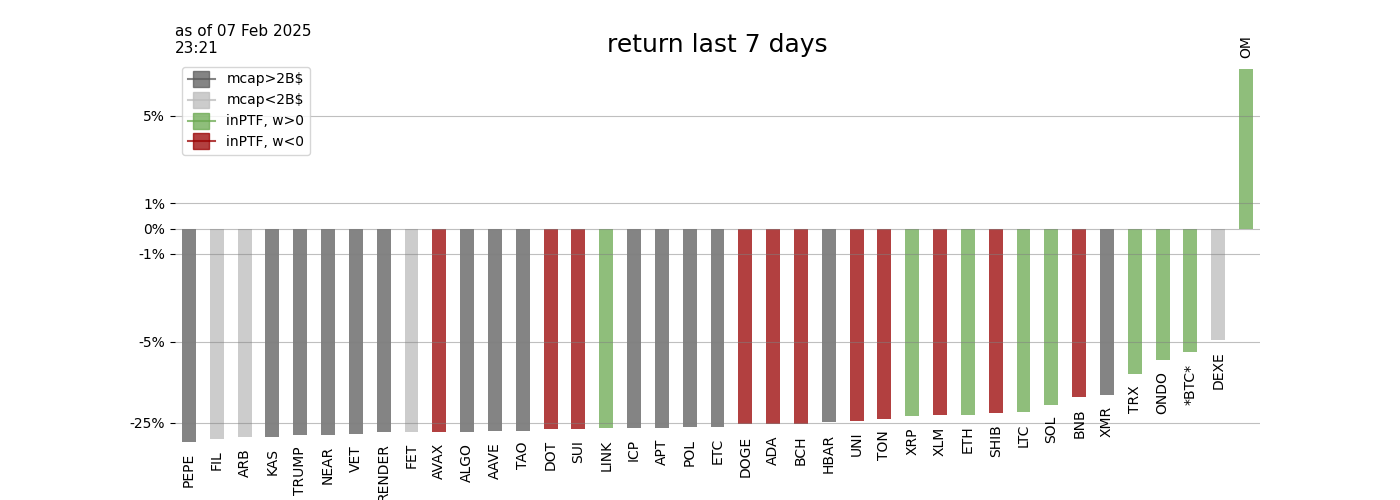 as of 07 Feb 2025
23:21
return last 7 days
mcap>2B$
mcap<2B$
inPTF, w>0
inPTF, w<0
5%
1%
0%
-1%
-5%
-25%
PEPE
FIL
ARB
KAS
TRUMP
NEAR
VET
RENDER
FET
AVAX
ALGO
AAVE
TAO
DOT
SUI
LINK
ICP
APT
POL
ETC
DOGE
ADA
BCH
HBAR
UNI
TON
XRP
XLM
ETH
SHIB
LTC
SOL
BNB
XMR
TRX
ONDO
*BTC*
DEXE
OM